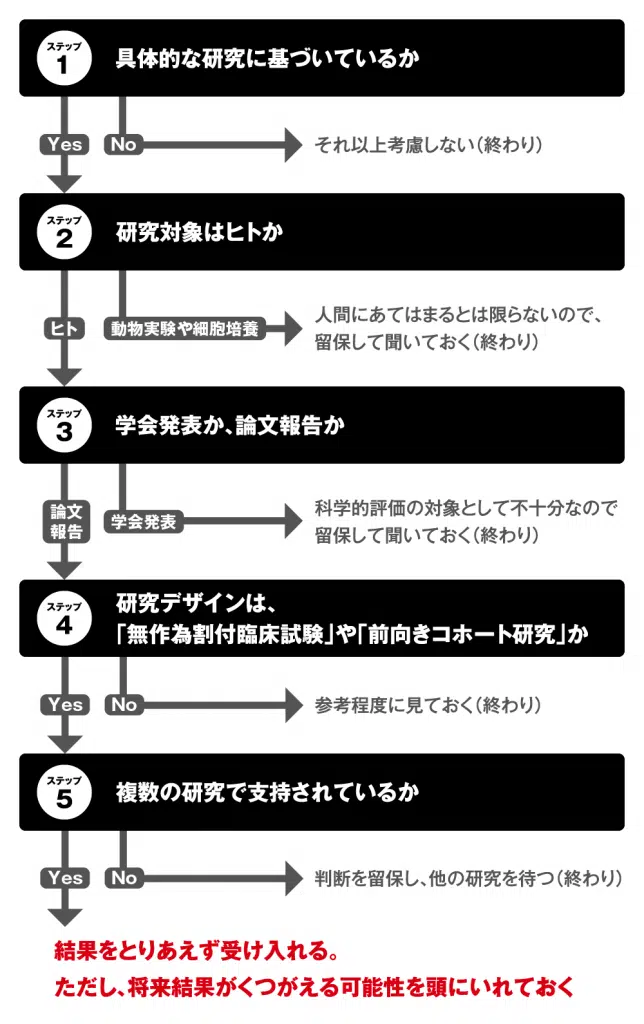 ステップ
1
具体的な研究に基づいているか
Yes
No
それ以上考慮しない（終わり）
ステップ
2
研究対象はヒトか
ヒト
動物実験や細胞培養
人間にあてはまるとは限らないので、
留保して聞いておく（終わり）
ステップ
3
学会発表か、論文報告か
論文
報告
学会発表
科学的評価の対象として不十分なので
留保して聞いておく（終わり）
ステップ
4
研究デザインは、
「無作為割付臨床試験」や「前向きコホート研究」か
Yes
No
参考程度に見ておく（終わり）
ステップ
5
複数の研究で支持されているか
Yes
No
判断を留保し、他の研究を待つ（終わり）
結果をとりあえず受け入れる。
ただし、将来結果がくつがえる可能性を頭にいれておく